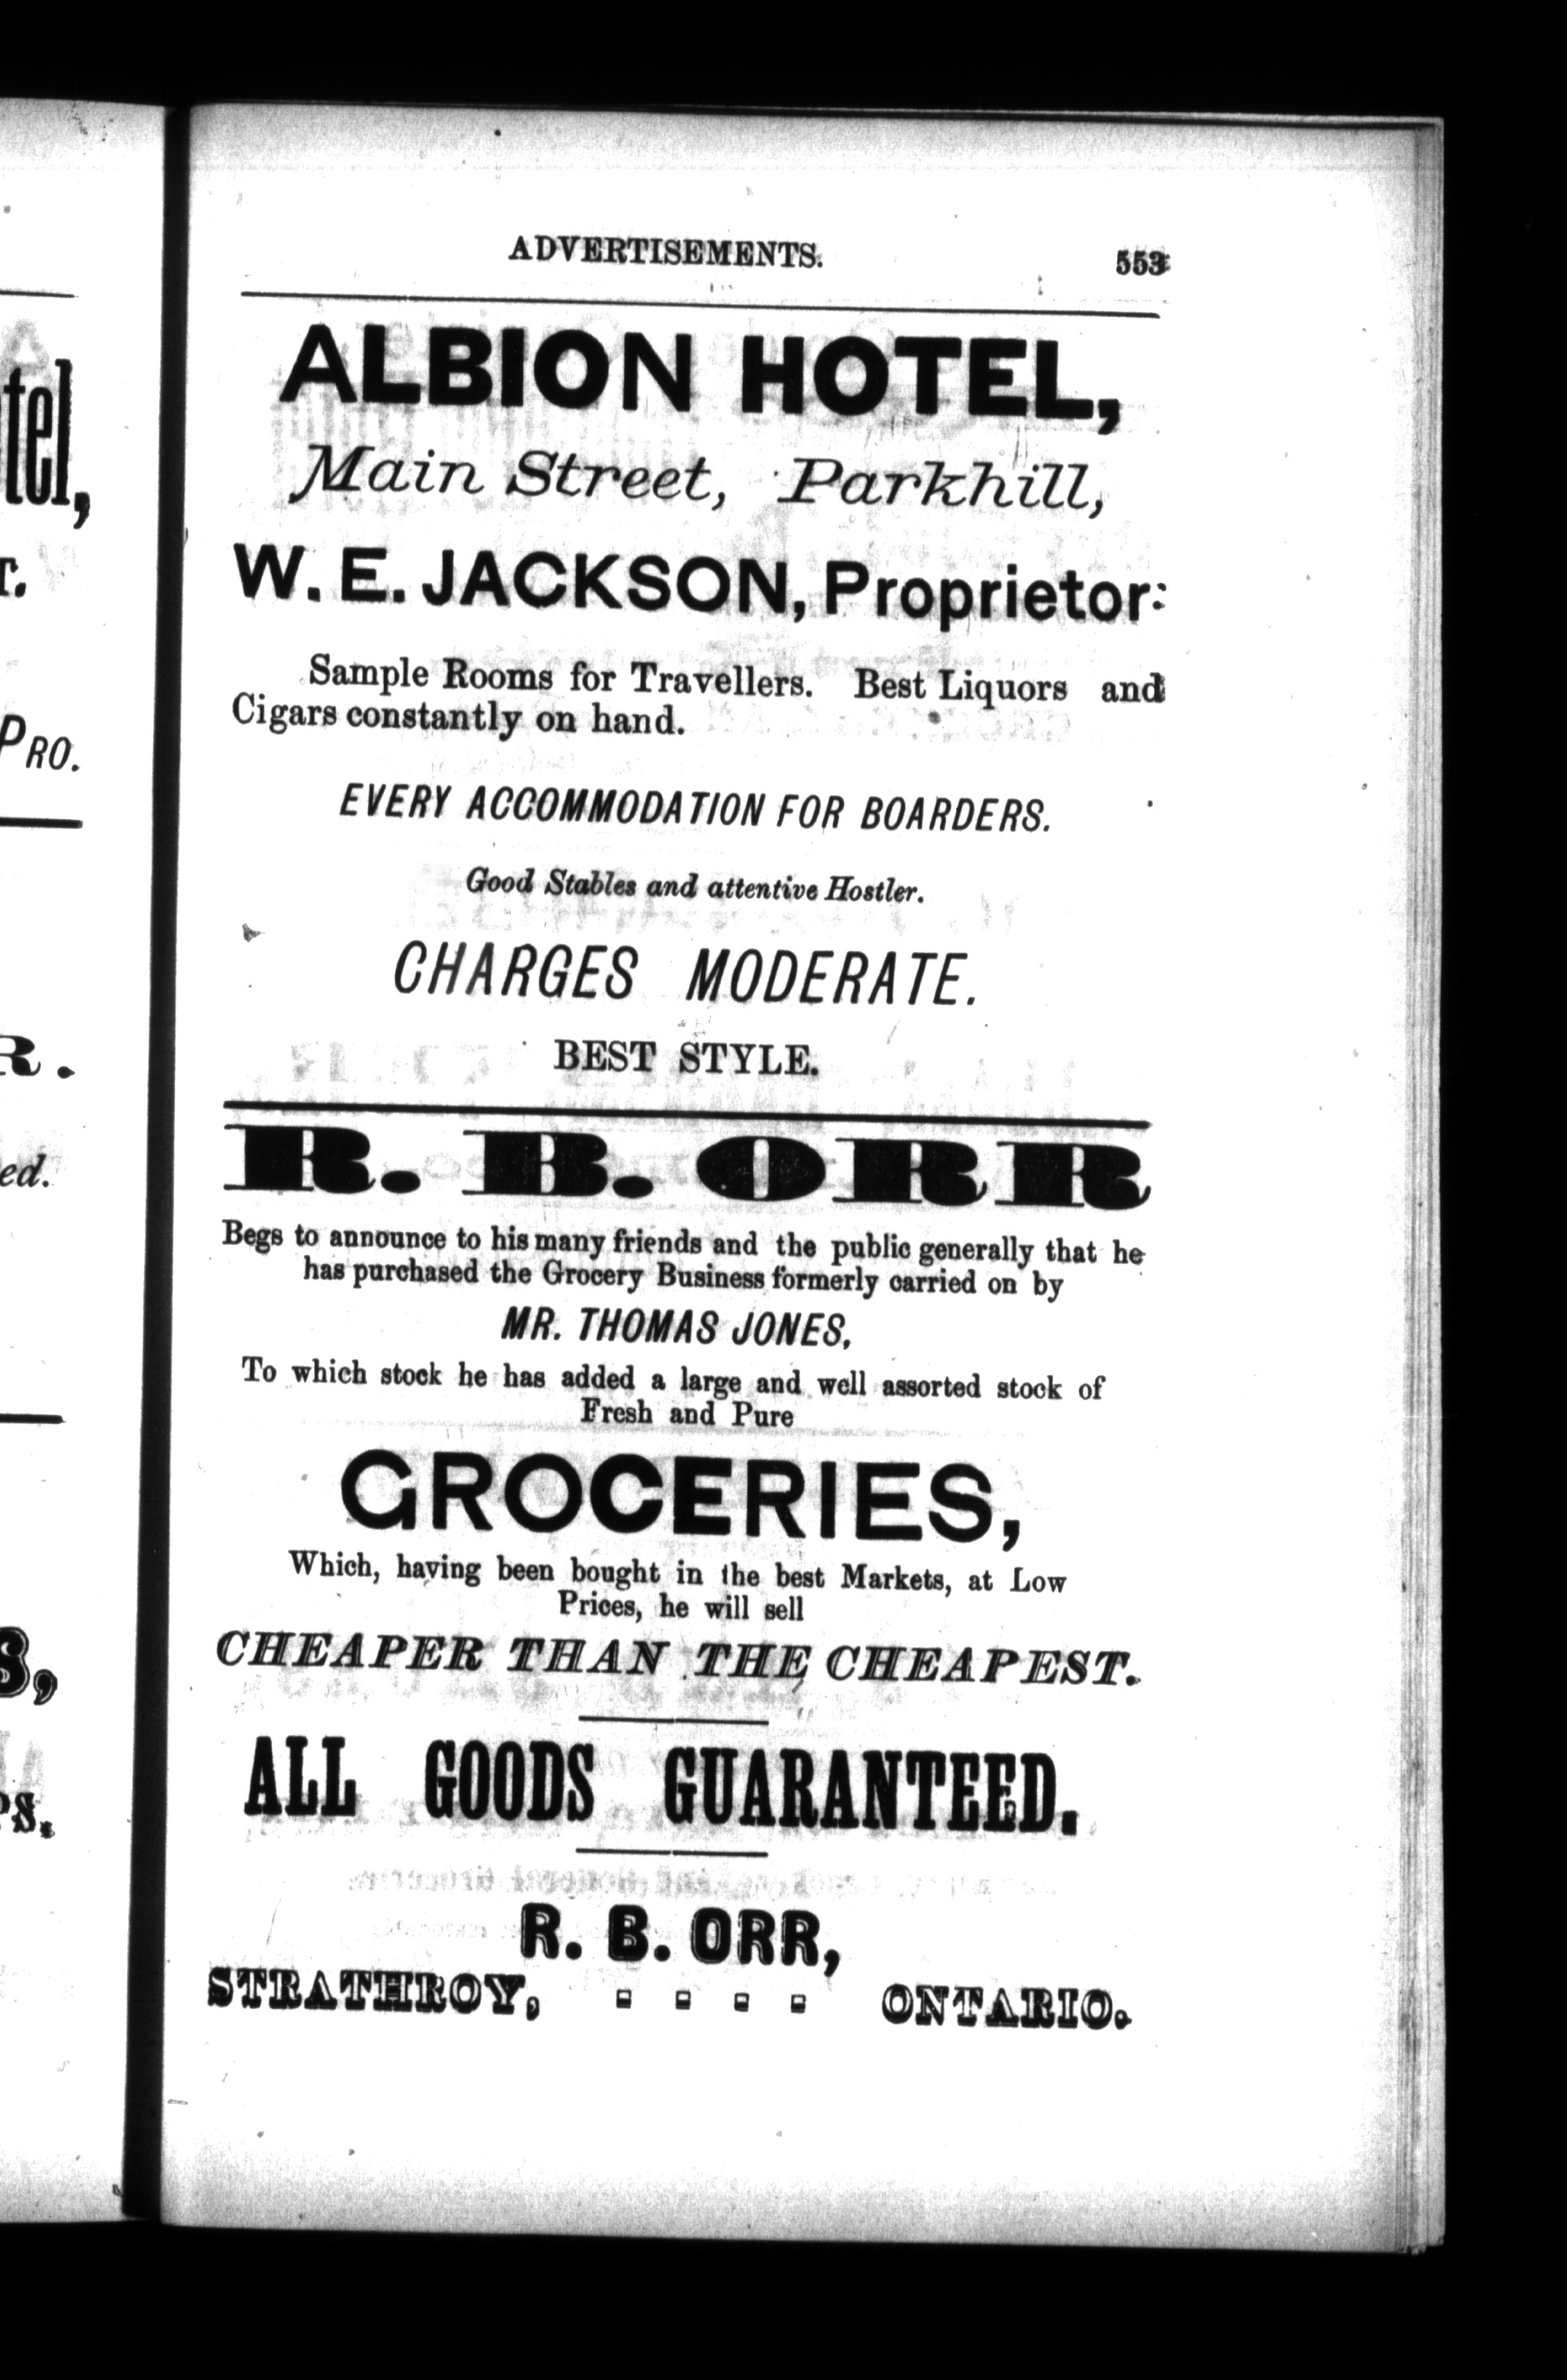 tel,
T.
PRO.
R.
ed.
S,
PS.
ADVERTISEMENTS. 553
ALBION HOTEL,
Main Street, Parkhill,
W. E. JACKSON, Proprietor:
Sample Rooms for Travellers. Best Liquors and
Cigars constantly on hand.
EVERY ACCOMMODATION FOR BOARDERS.
Good Stables and attentive Hostler.
CHARGES MODERATE.
BEST STYLE.
R. B. ORR
Begs to announce to his many friends and the public generally that he
has purchased the Grocery Business formerly carried on by
MR. THOMAS JONES,
To which stock he has added a large and well assorted stock of
Fresh and Pure
GROCERIES,
Which, having been bought in the best Markets, at Low
Prices, he will sell
CHEAPER THAN THE CHEAPEST.
ALL GOODS GUARANTEED.
R. B. ORR,
STRATHROY, - - - - ONTARIO.